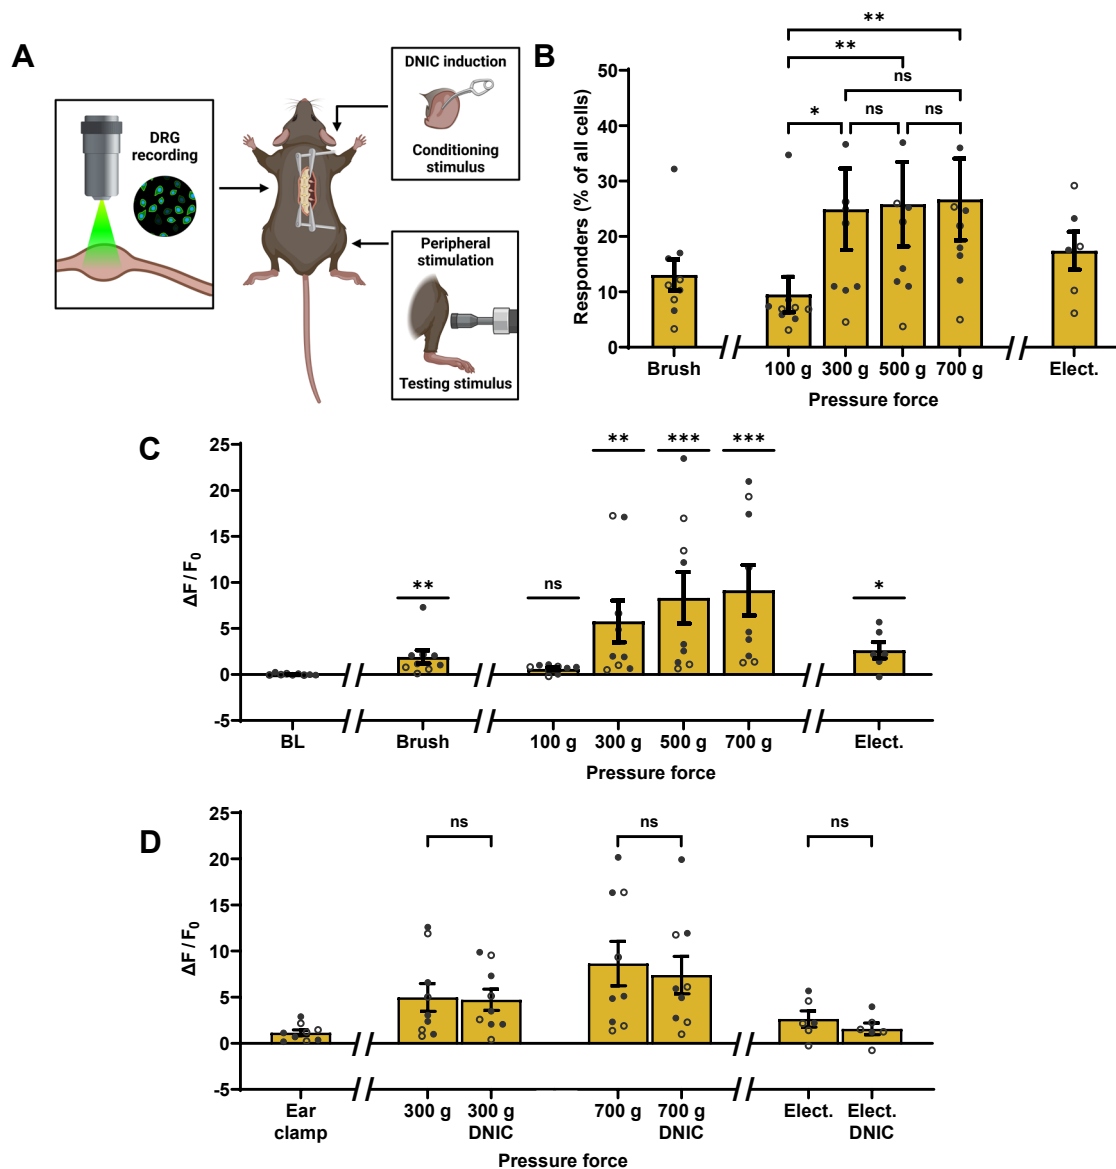 A
DRG
recording
DNIC induction
Conditioning
stimulus
Peripheral
stimulation
Testing stimulus
B
Responders (% of all cells)
50
40
30
20
10
0
**
**
ns
*
ns
ns
Brush
100 g
300 g
500 g
700 g
Elect.
Pressure force
C
ΔF / F0
25
20
15
10
5
0
-5
**
ns
**
***
***
*
BL
Brush
100 g
300 g
500 g
700 g
Elect.
Pressure force
D
ΔF / F0
25
20
15
10
5
0
-5
ns
ns
ns
Ear
clamp
300 g
300 g
DNIC
700 g
700 g
DNIC
Elect.
Elect.
DNIC
Pressure force